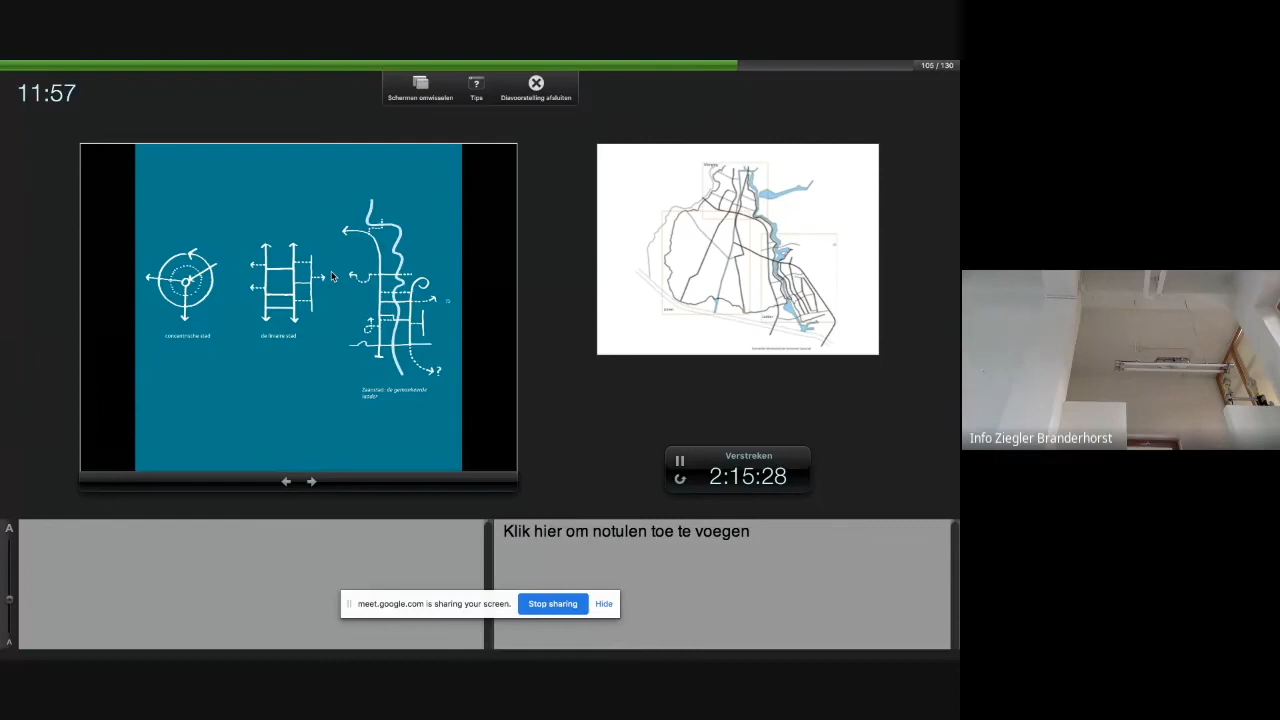 105 / 130
11:57
Schermen omwisselen
Tips
Diavoorstelling afsluiten
concentrische stad
de lineaire stad
?
Zaanstad: de gemankeerde
ladder
Verstreken
2:15:28
A
Klik hier om notulen toe te voegen
A
meet.google.com is sharing your screen.
Stop sharing
Hide
Info Ziegler Branderhorst